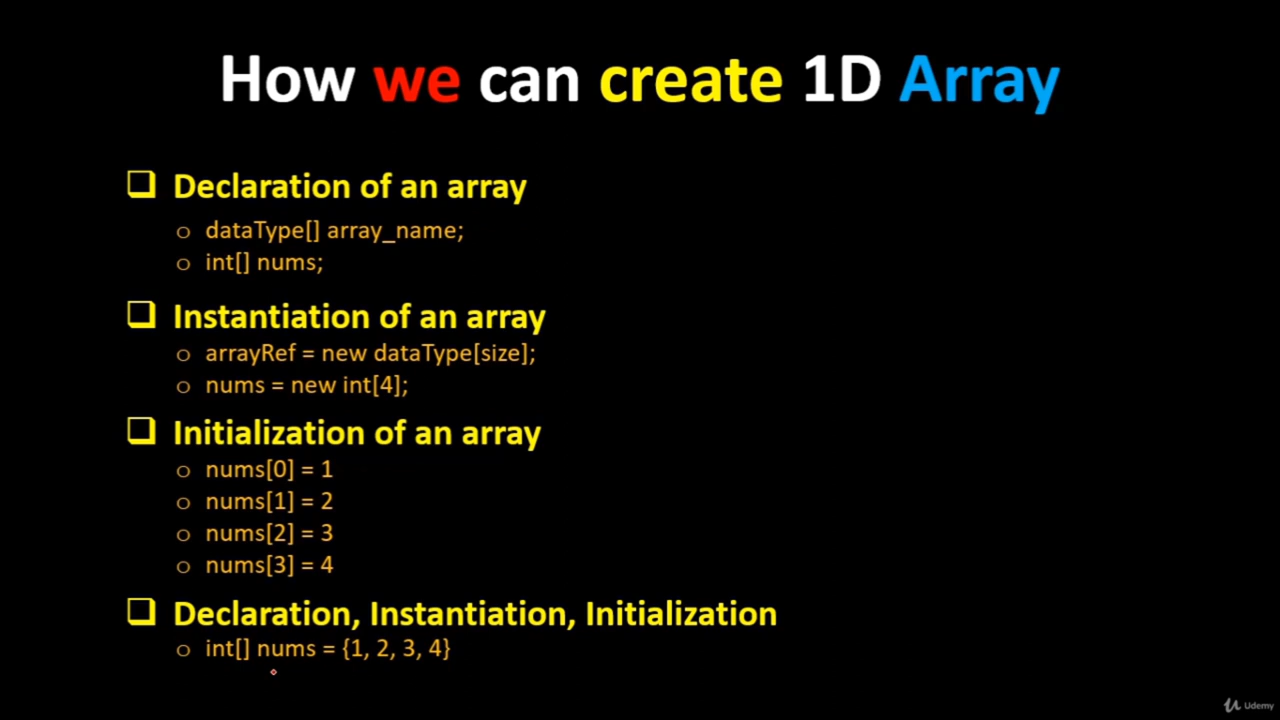 How we can create 1D Array
Declaration of an array
dataType[] array_name;
int[] nums;
Instantiation of an array
arrayRef = new dataType[size];
nums = new int[4];
Initialization of an array
nums[0] = 1
nums[1] = 2
nums[2] = 3
nums[3] = 4
Declaration, Instantiation, Initialization
int[] nums = {1, 2, 3, 4}
Udemy